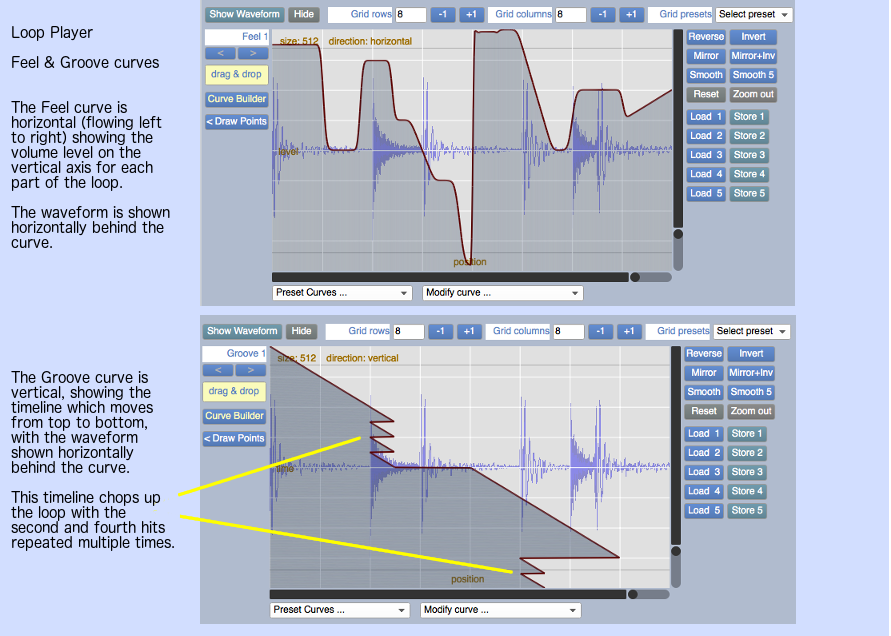 Loop Player
Feel & Groove curves
The Feel curve is
horizontal (flowing left
to right) showing the
volume level on the
vertical axis for each
part of the loop.
The waveform is shown
horizontally behind the
curve.
Show Waveform Hide Grid rows 8 -1 +1 Grid columns 8 -1 +1 Grid presets Select preset
Feel 1
< >
drag & drop
Curve Builder
< Draw Points
size: 512 direction: horizontal
level
position
Reverse Invert
Mirror Mirror+Inv
Smooth Smooth 5
Reset Zoom out
Load 1 Store 1
Load 2 Store 2
Load 3 Store 3
Load 4 Store 4
Load 5 Store 5
Preset Curves ... Modify curve ...
The Groove curve is
vertical, showing the
timeline which moves
from top to bottom,
with the waveform
shown horizontally
behind the curve.
This timeline chops up
the loop with the
second and fourth hits
repeated multiple times.
Show Waveform Hide Grid rows 8 -1 +1 Grid columns 8 -1 +1 Grid presets Select preset
Groove 1
< >
drag & drop
Curve Builder
< Draw Points
size: 512 direction: vertical
time
position
Reverse Invert
Mirror Mirror+Inv
Smooth Smooth 5
Reset Zoom out
Load 1 Store 1
Load 2 Store 2
Load 3 Store 3
Load 4 Store 4
Load 5 Store 5
Preset Curves ... Modify curve ...